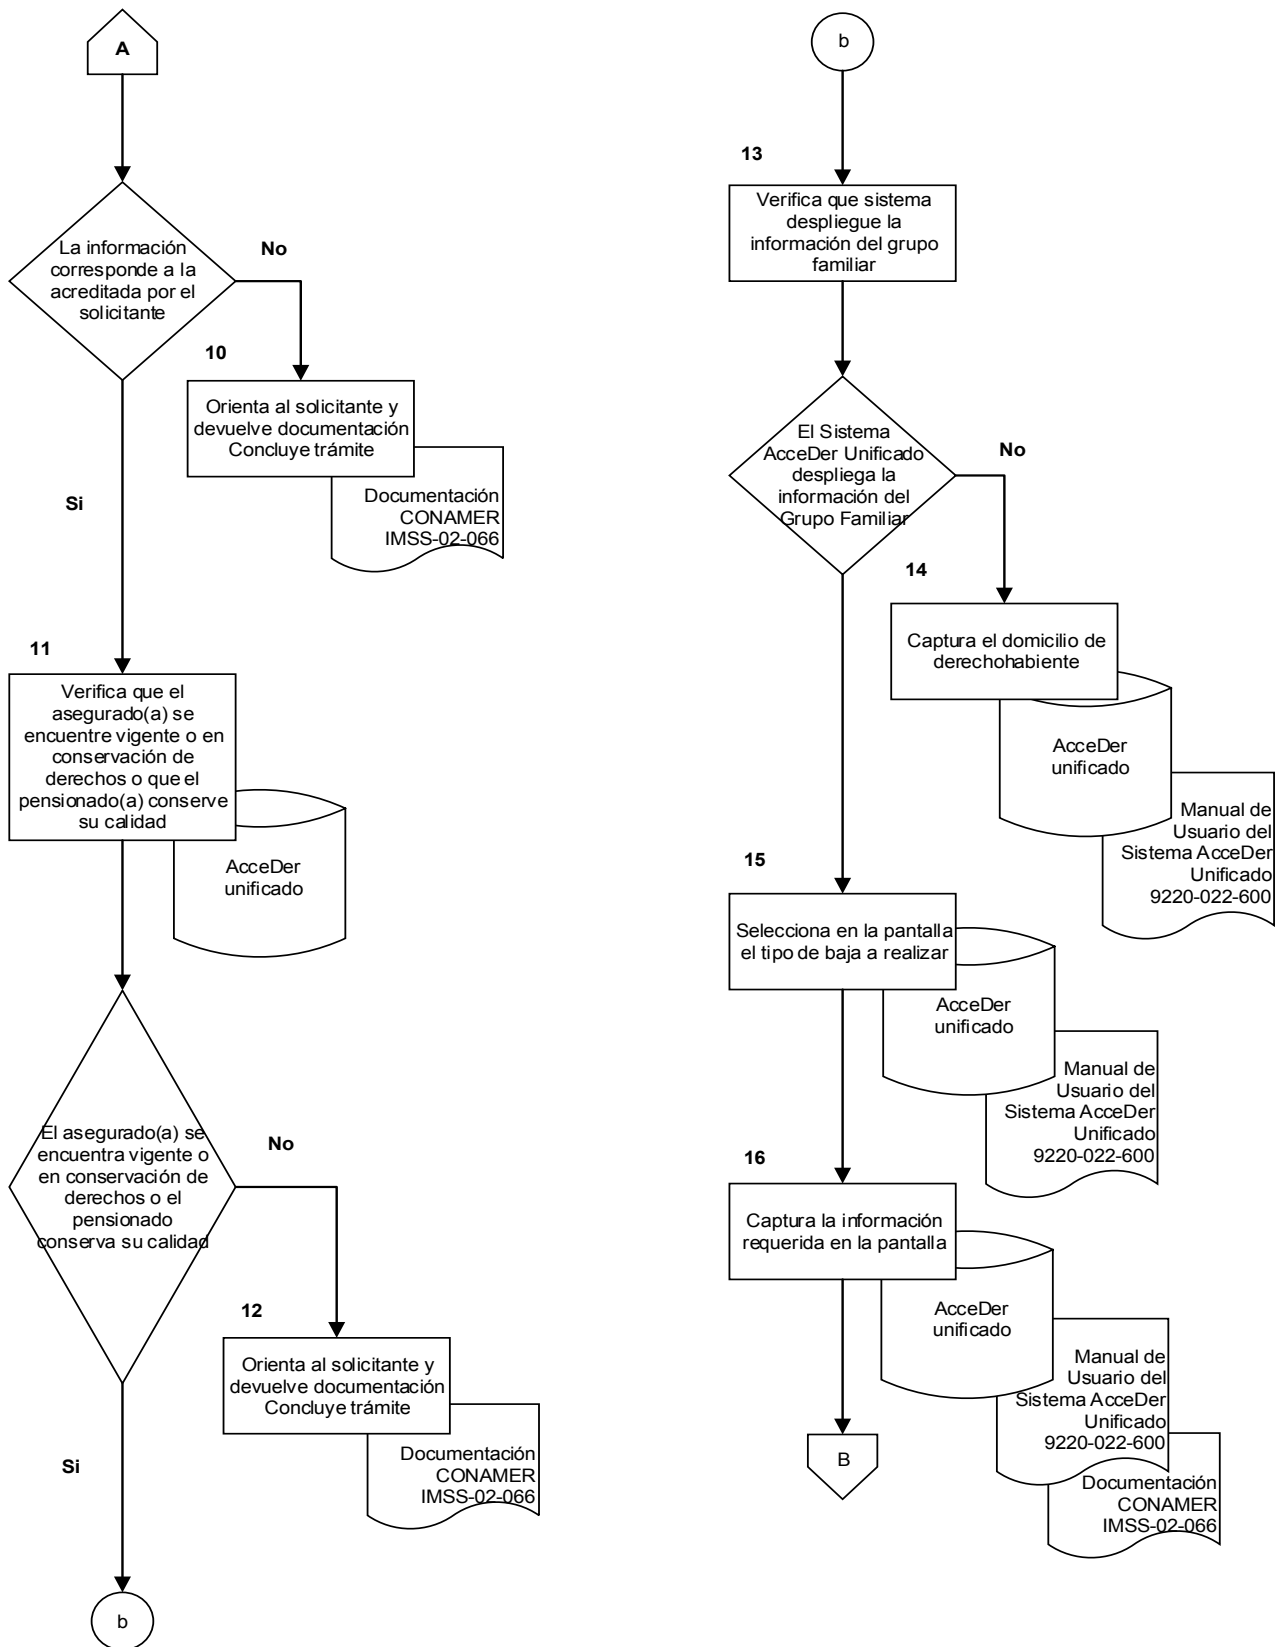 A
La información
corresponde a la
acreditada por el
solicitante
No
10
Orienta al solicitante y
devuelve documentación
Concluye trámite
Documentación
CONAMER
IMSS-02-066
Si
11
Verifica que el
asegurado(a) se
encuentre vigente o en
conservación de
derechos o que el
pensionado(a) conserve
su calidad
AcceDer
unificado
El asegurado(a) se
encuentra vigente o
en conservación de
derechos o el
pensionado
conserva su calidad
No
12
Orienta al solicitante y
devuelve documentación
Concluye trámite
Documentación
CONAMER
IMSS-02-066
Si
b
b
13
Verifica que sistema
despliegue la
información del grupo
familiar
El Sistema
AcceDer Unificado
despliega la
información del
Grupo Familiar
No
14
Captura el domicilio de
derechohabiente
AcceDer
unificado
Manual de
Usuario del
Sistema AcceDer
Unificado
9220-022-600
15
Selecciona en la pantalla
el tipo de baja a realizar
AcceDer
unificado
Manual de
Usuario del
Sistema AcceDer
Unificado
9220-022-600
16
Captura la información
requerida en la pantalla
AcceDer
unificado
Manual de
Usuario del
Sistema AcceDer
Unificado
9220-022-600
Documentación
CONAMER
IMSS-02-066
B